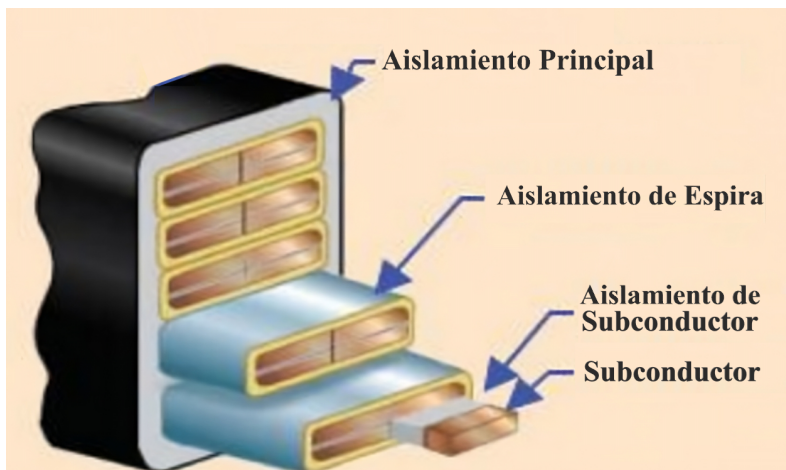 Aislamiento Principal
Aislamiento de Espira
Aislamiento de
Subconductor
Subconductor